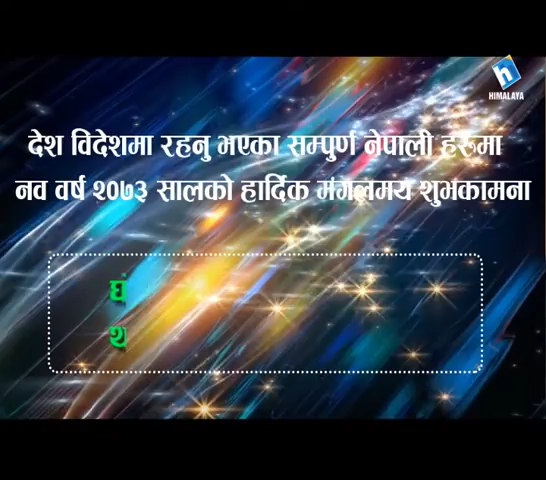 HIMALAYA
देश विदेशमा रहनु भएका सम्पुर्ण नेपाली हरुमा
नव वर्ष २०७३ सालको हार्दिक मंगलमय शुभकामना
घं
थ